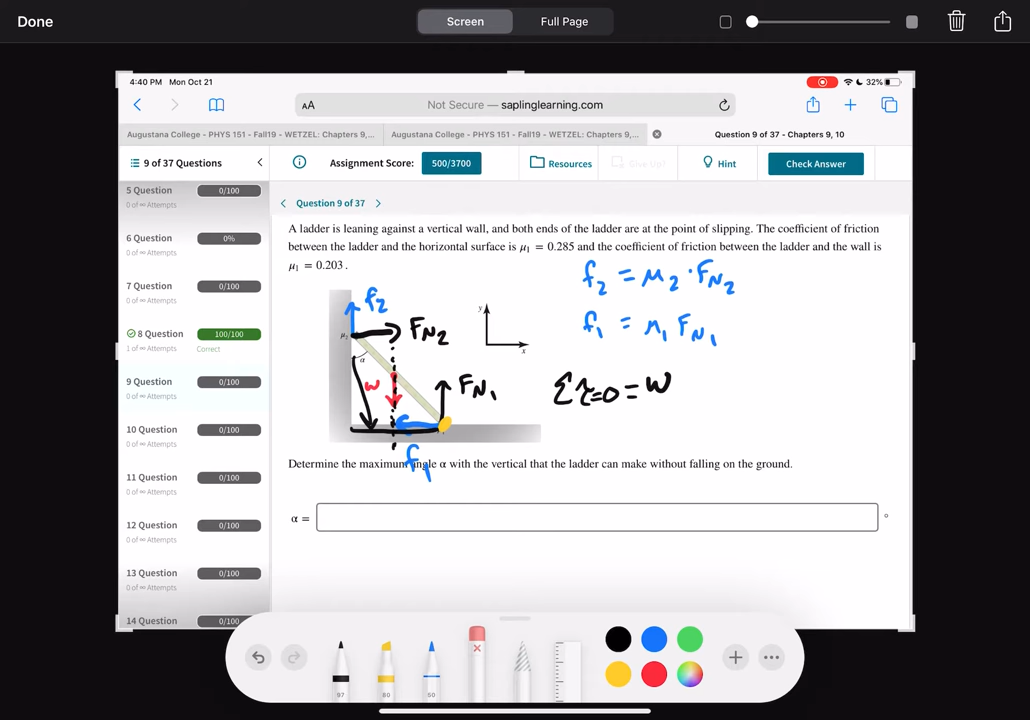 Done
Screen
Full Page
4:40 PM Mon Oct 21
32%
AA
Not Secure — saplinglearning.com
Augustana College - PHYS 151 - Fall19 - WETZEL: Chapters 9,...
Augustana College - PHYS 151 - Fall19 - WETZEL: Chapters 9,...
Question 9 of 37 - Chapters 9, 10
9 of 37 Questions
Assignment Score:
500/3700
Resources
Give Up?
Hint
Check Answer
5 Question
0/100
0 of ∞ Attempts
6 Question
0%
0 of ∞ Attempts
7 Question
0/100
0 of ∞ Attempts
8 Question
100/100
1 of ∞ Attempts
Correct
9 Question
0/100
0 of ∞ Attempts
10 Question
0/100
0 of ∞ Attempts
11 Question
0/100
0 of ∞ Attempts
12 Question
0/100
0 of ∞ Attempts
13 Question
0/100
0 of ∞ Attempts
14 Question
0/100
Question 9 of 37
A ladder is leaning against a vertical wall, and both ends of the ladder are at the point of slipping. The coefficient of friction
between the ladder and the horizontal surface is μ₁ = 0.285 and the coefficient of friction between the ladder and the wall is
μ₁ = 0.203.
f₂ = μ₂ · F_N₂
f₁ = μ₁ F_N₁
Στ=0 = W
f₂
μ₂
F_N₂
α
W
F_N₁
f₁
y
x
Determine the maximum angle α with the vertical that the ladder can make without falling on the ground.
α =
°
97
80
50